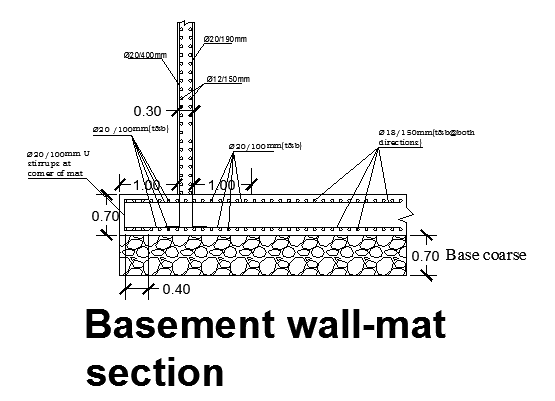 Ø20/190mm
Ø20/400mm
Ø12/150mm
0.30
Ø20 /100mm(t&b)
Ø20/100mm(t&b)
Ø18/150mm(t&b@both
directions)
Ø20/100mm U
stirrups at
corner of mat
1.00
1.00
0.70
0.70
Base coarse
0.40
Basement wall-mat
section